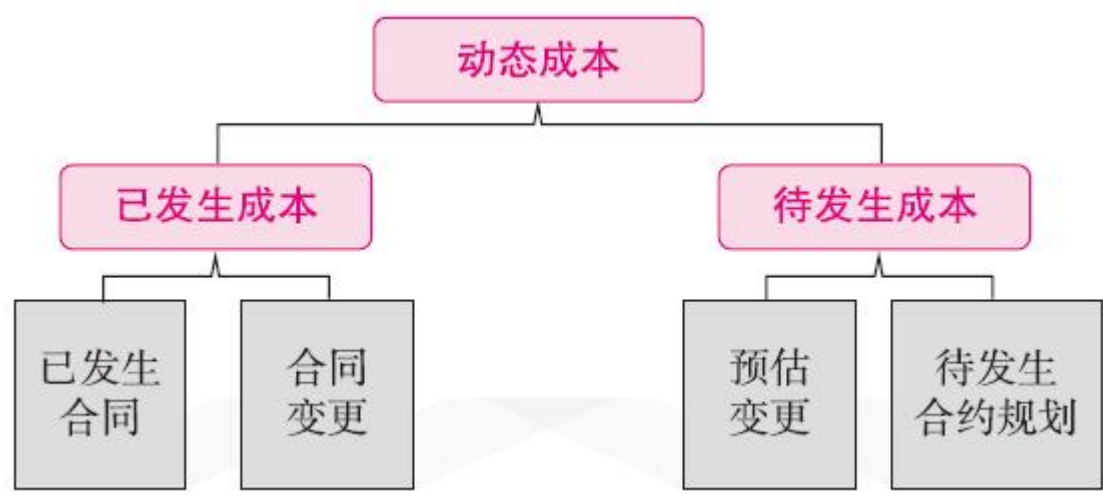 动态成本
已发生成本
待发生成本
已发生
合同
合同
变更
预估
变更
待发生
合约规划